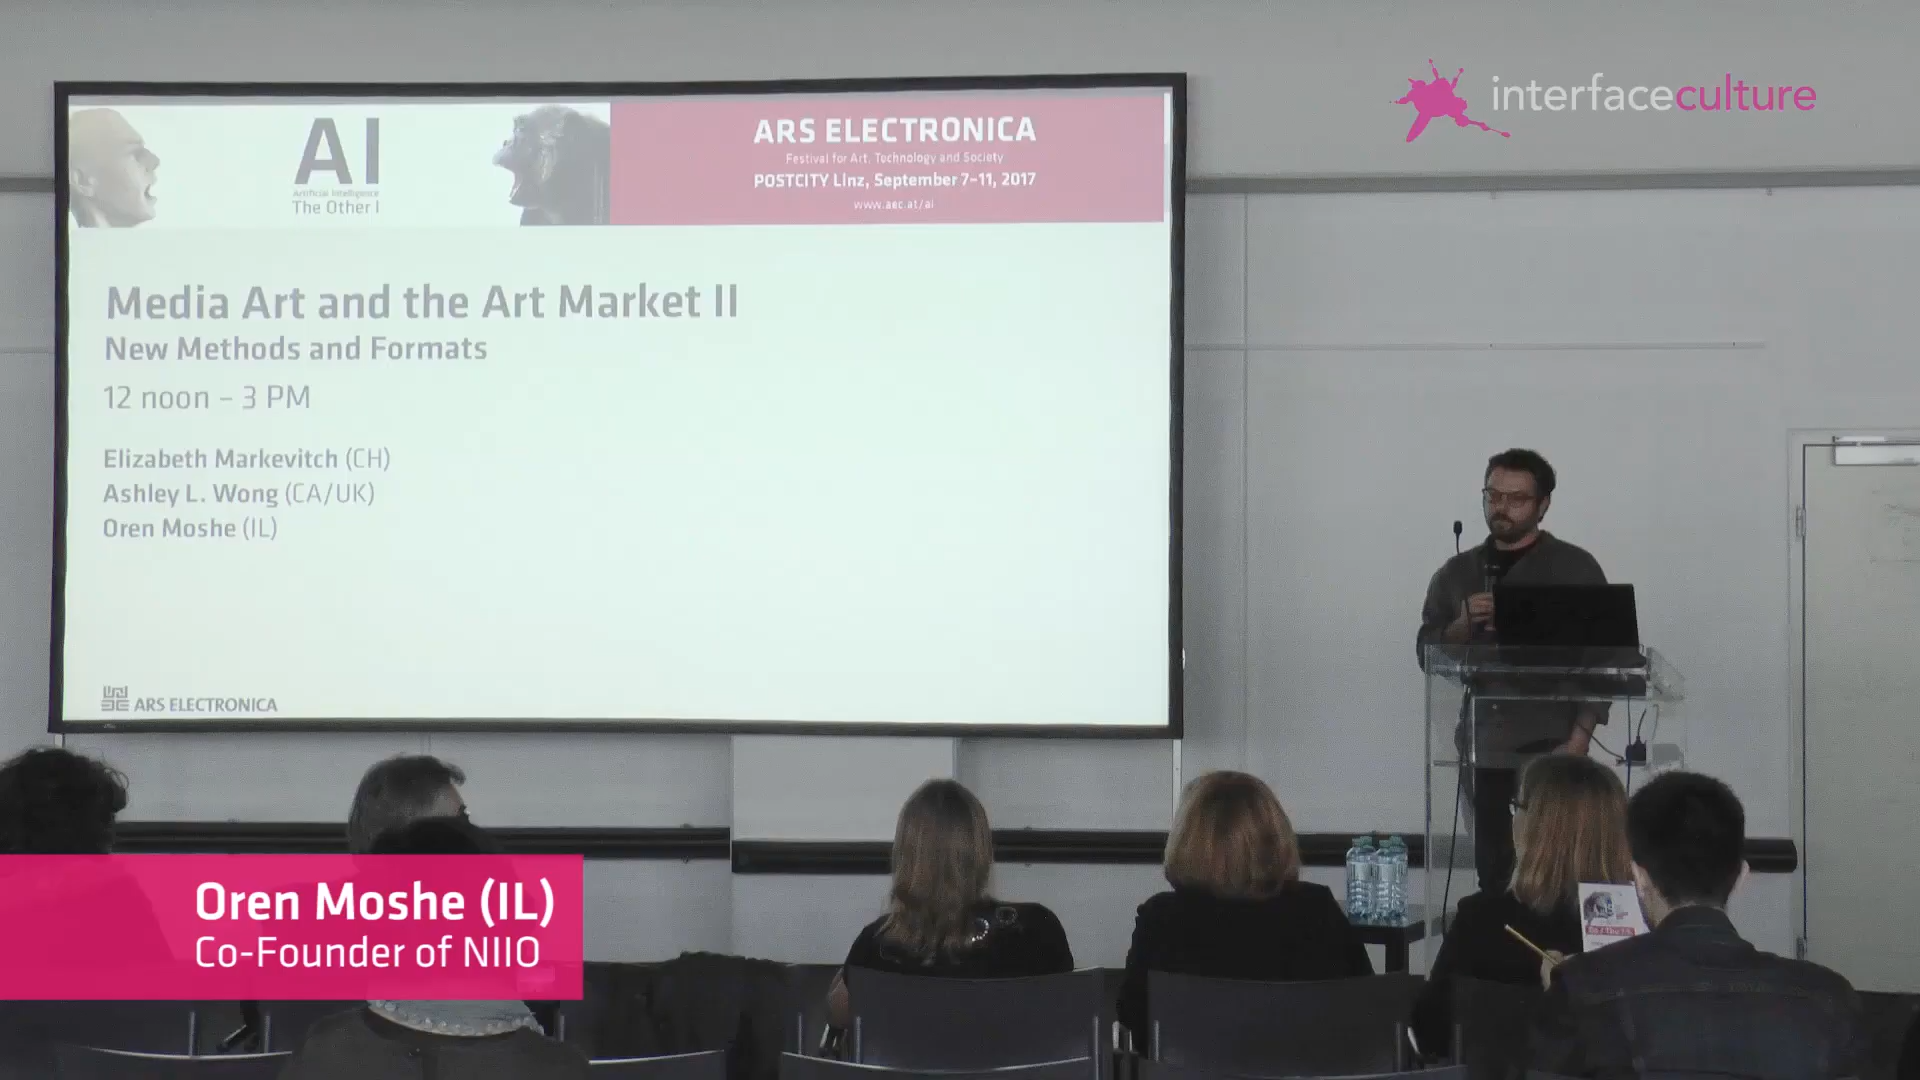 interfaceculture
AI
Artificial Intelligence
The Other I
ARS ELECTRONICA
Festival for Art, Technology and Society
POSTCITY Linz, September 7–11, 2017
www.aec.at/ai
Media Art and the Art Market II
New Methods and Formats
12 noon – 3 PM
Elizabeth Markevitch (CH)
Ashley L. Wong (CA/UK)
Oren Moshe (IL)
ARS ELECTRONICA
Oren Moshe (IL)
Co-Founder of NIIO